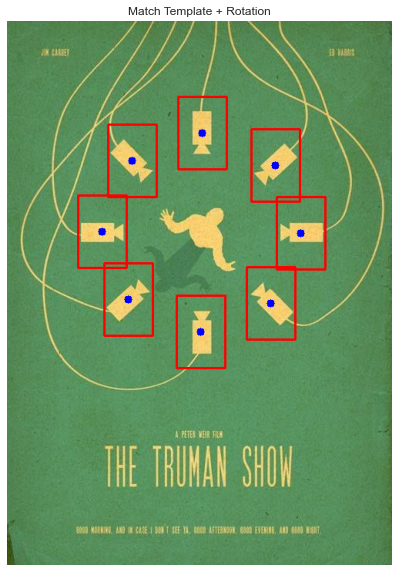 Match Template + Rotation
JIM CARREY
ED HARRIS
A PETER WEIR FILM
THE TRUMAN SHOW
GOOD MORNING, AND IN CASE I DON'T SEE YA, GOOD AFTERNOON, GOOD EVENING, AND GOOD NIGHT.